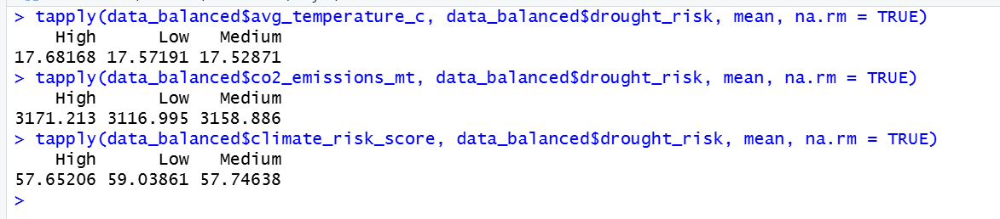 > tapply(data_balanced$avg_temperature_c, data_balanced$drought_risk, mean, na.rm = TRUE)
    High      Low   Medium
17.68168 17.57191 17.52871
> tapply(data_balanced$co2_emissions_mt, data_balanced$drought_risk, mean, na.rm = TRUE)
    High      Low   Medium
3171.213 3116.995 3158.886
> tapply(data_balanced$climate_risk_score, data_balanced$drought_risk, mean, na.rm = TRUE)
    High      Low   Medium
57.65206 59.03861 57.74638
>